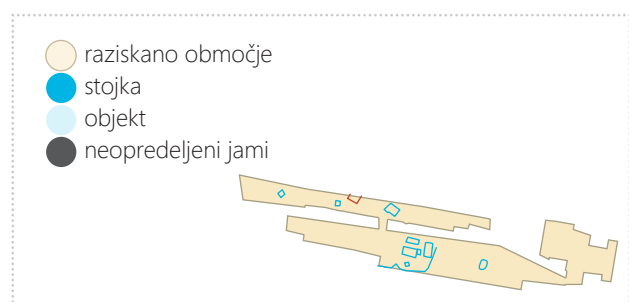 raziskano območje
stojka
objekt
neopredeljeni jami